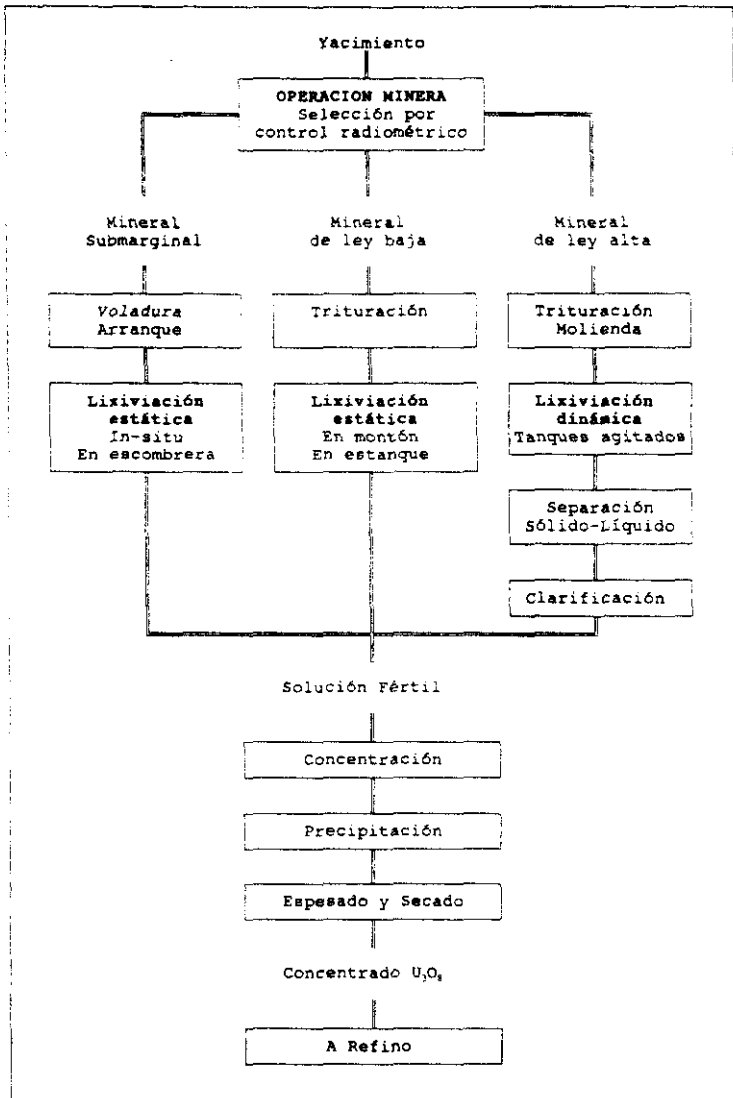 Yacimiento
OPERACION MINERA
Selección por
control radiométrico
Mineral
Submarginal
Mineral
de ley baja
Mineral
de ley alta
Voladura
Arranque
Trituración
Trituración
Molienda
Lixiviación
estática
In-situ
En escombrera
Lixiviación
estática
En montón
En estanque
Lixiviación
dinámica
Tanques agitados
Separación
Sólido-Líquido
Clarificación
Solución Fértil
Concentración
Precipitación
Espesado y Secado
Concentrado U₃O₈
A Refino